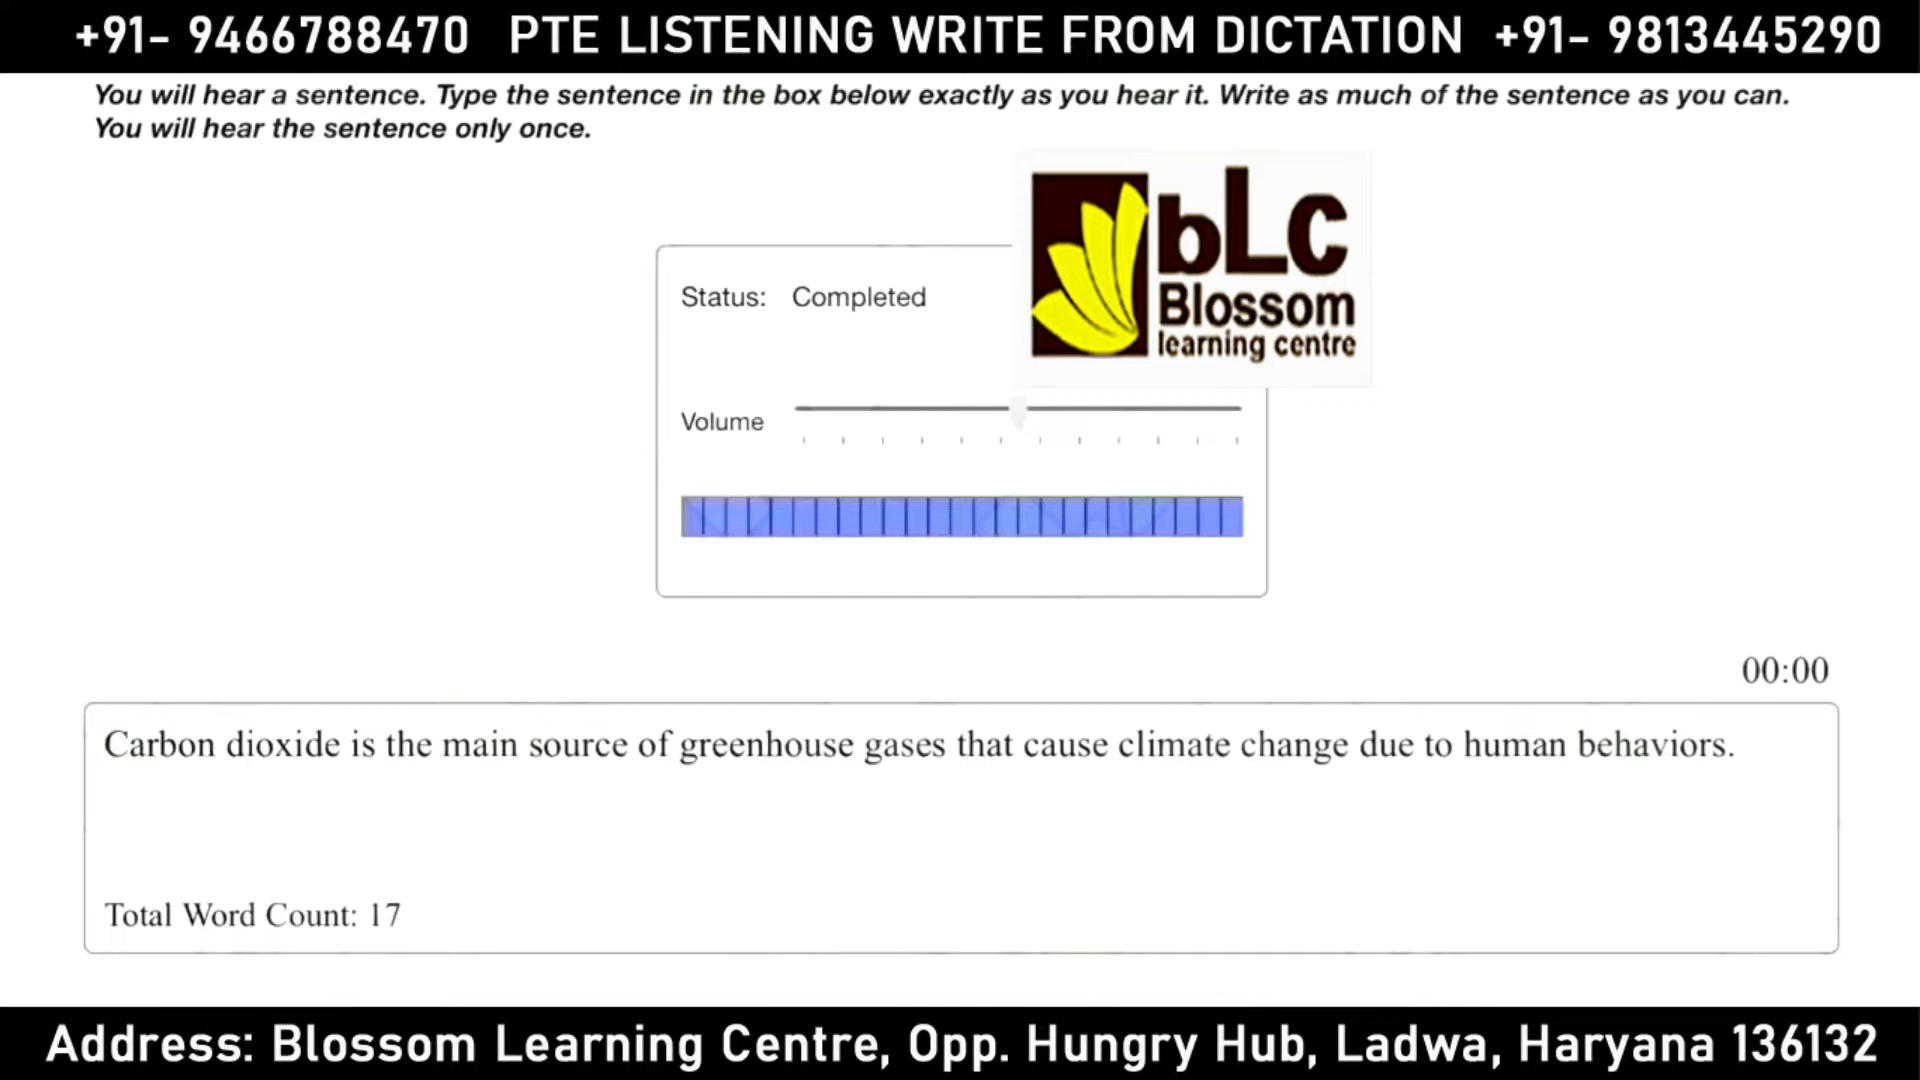 +91- 9466788470 PTE LISTENING WRITE FROM DICTATION +91- 9813445290
You will hear a sentence. Type the sentence in the box below exactly as you hear it. Write as much of the sentence as you can.
You will hear the sentence only once.
bLC
Blossom
learning centre
Status: Completed
Volume
00:00
Carbon dioxide is the main source of greenhouse gases that cause climate change due to human behaviors.
Total Word Count: 17
Address: Blossom Learning Centre, Opp. Hungry Hub, Ladwa, Haryana 136132